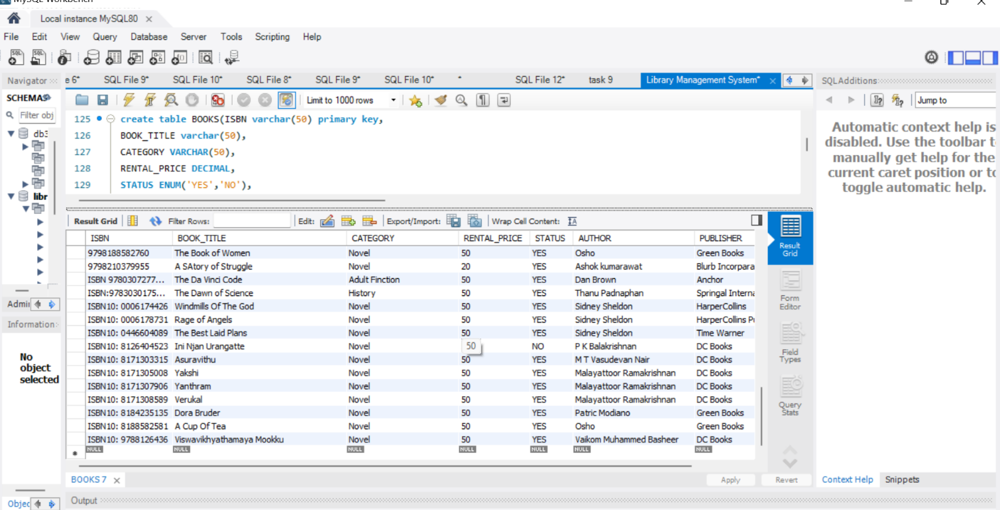 MySQL Workbench
Local instance MySQL80
File Edit View Query Database Server Tools Scripting Help
Navigator
e 6* SQL File 9* SQL File 10* SQL File 8* SQL File 9* SQL File 10* * SQL File 12* task 9 Library Management System*
SQLAdditions
SCHEMAS
Limit to 1000 rows
Jump to
Filter obj
db3
libr
125 create table BOOKS(ISBN varchar(50) primary key,
126 BOOK_TITLE varchar(50),
127 CATEGORY VARCHAR(50),
128 RENTAL_PRICE DECIMAL,
129 STATUS ENUM('YES','NO'),
Automatic context help is
disabled. Use the toolbar t
manually get help for the
current caret position or to
toggle automatic help.
Result Grid Filter Rows: Edit: Export/Import: Wrap Cell Content:
ISBN BOOK_TITLE CATEGORY RENTAL_PRICE STATUS AUTHOR PUBLISHER
9798188582760 The Book of Women Novel 50 YES Osho Green Books
9798210379955 A SAtory of Struggle Novel 20 YES Ashok kumarawat Blurb Incorpara
ISBN 9780307277... The Da Vinci Code Adult Finction 50 YES Dan Brown Anchor
ISBN:9783030175... The Dawn of Science History 50 YES Thanu Padnaphan Springal Interna
ISBN10: 0006174426 Windmills Of The God Novel 50 YES Sidney Sheldon HarperCollins
ISBN10: 0006178731 Rage of Angels Novel 50 YES Sidney Sheldon HarperCollins Pu
ISBN10: 0446604089 The Best Laid Plans Novel 50 YES Sidney Sheldon Time Warner
ISBN10: 8126404523 Ini Njan Urangatte Novel 50 NO P K Balakrishnan DC Books
ISBN10: 8171303315 Asuravithu Novel 50 YES M T Vasudevan Nair DC Books
ISBN10: 8171305008 Yakshi Novel 50 YES Malayattoor Ramakrishnan DC Books
ISBN10: 8171307906 Yanthram Novel 50 YES Malayattoor Ramakrishnan DC Books
ISBN10: 8171308589 Verukal Novel 50 YES Malayattoor Ramakrishnan DC Books
ISBN10: 8184235135 Dora Bruder Novel 50 YES Patric Modiano Green Books
ISBN10: 8188582581 A Cup Of Tea Novel 50 YES Osho Green Books
ISBN10: 9788126436 Viswavikhyathamaya Mookku Novel 50 YES Vaikom Muhammed Basheer DC Books
NULL NULL NULL NULL NULL NULL NULL
Result
Grid
Form
Editor
Field
Types
Query
Stats
Admii
Information
No
object
selected
BOOKS 7
Apply Revert
Context Help Snippets
Objec
Output